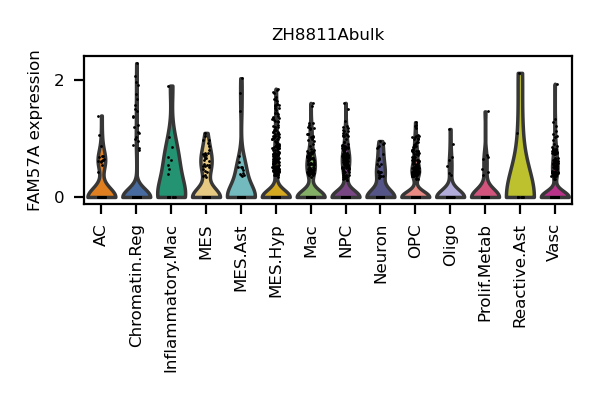 ZH8811Abulk
FAM57A expression
2
0
AC
Chromatin.Reg
Inflammatory.Mac
MES
MES.Ast
MES.Hyp
Mac
NPC
Neuron
OPC
Oligo
Prolif.Metab
Reactive.Ast
Vasc